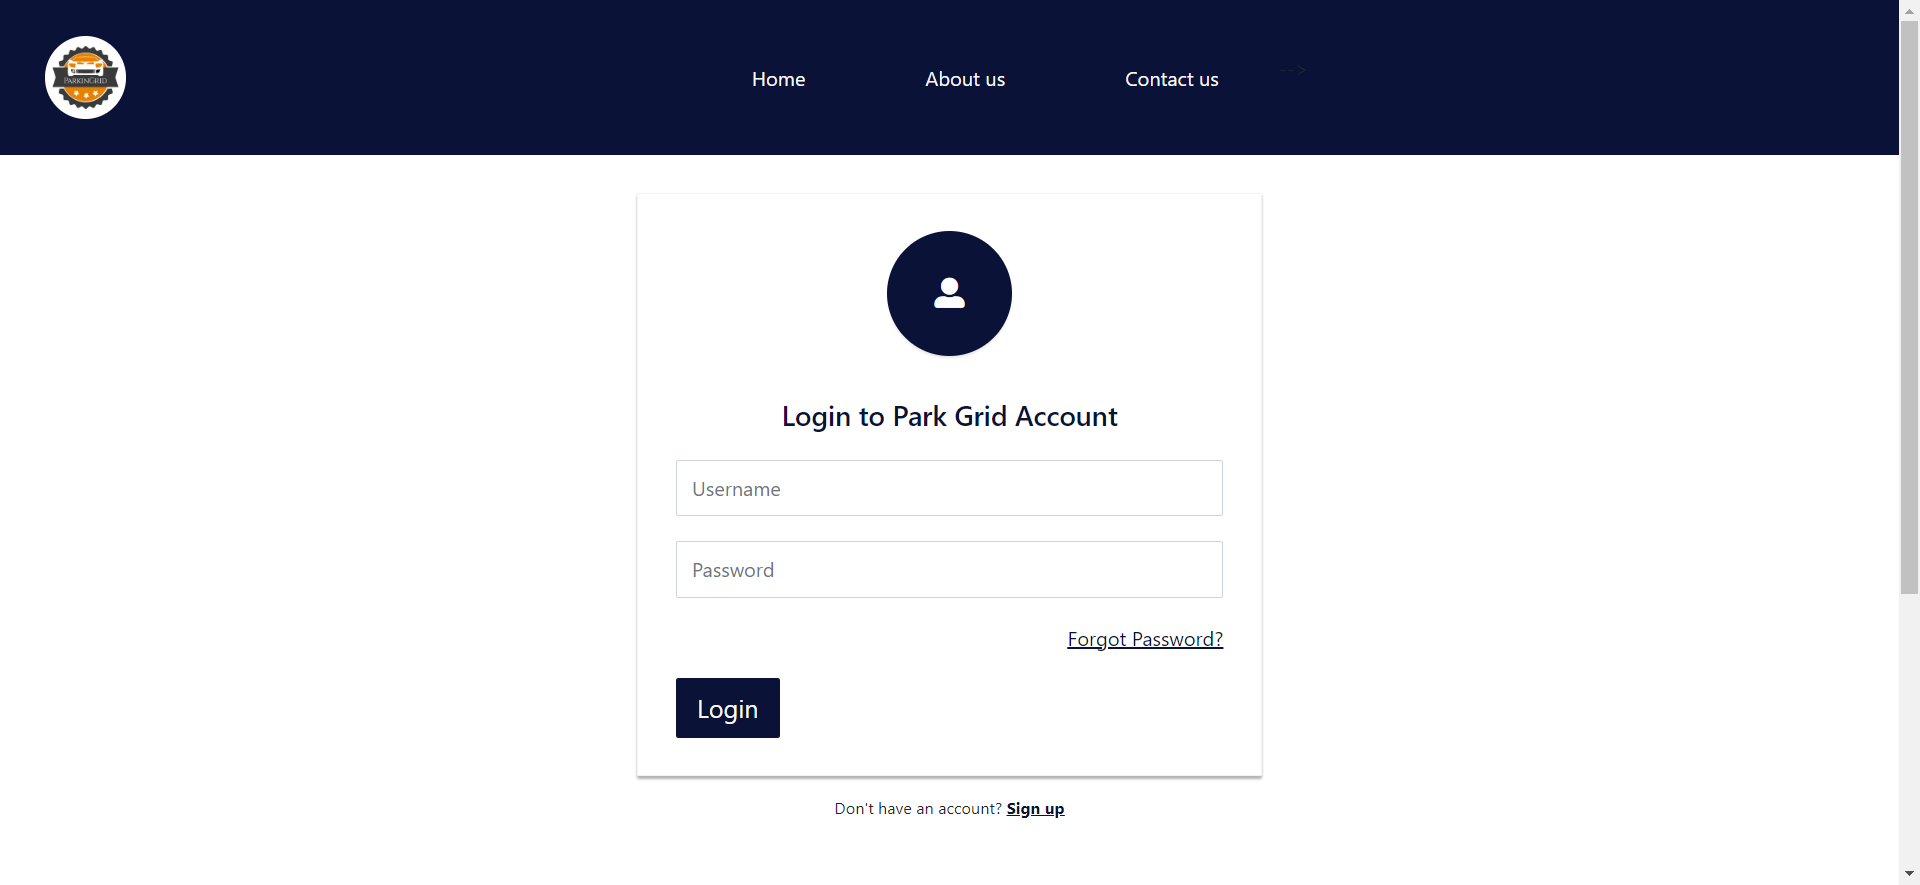 PARKINGRID
Home About us Contact us -->
Login to Park Grid Account
Username
Password
Forgot Password?
Login
Don't have an account? Sign up